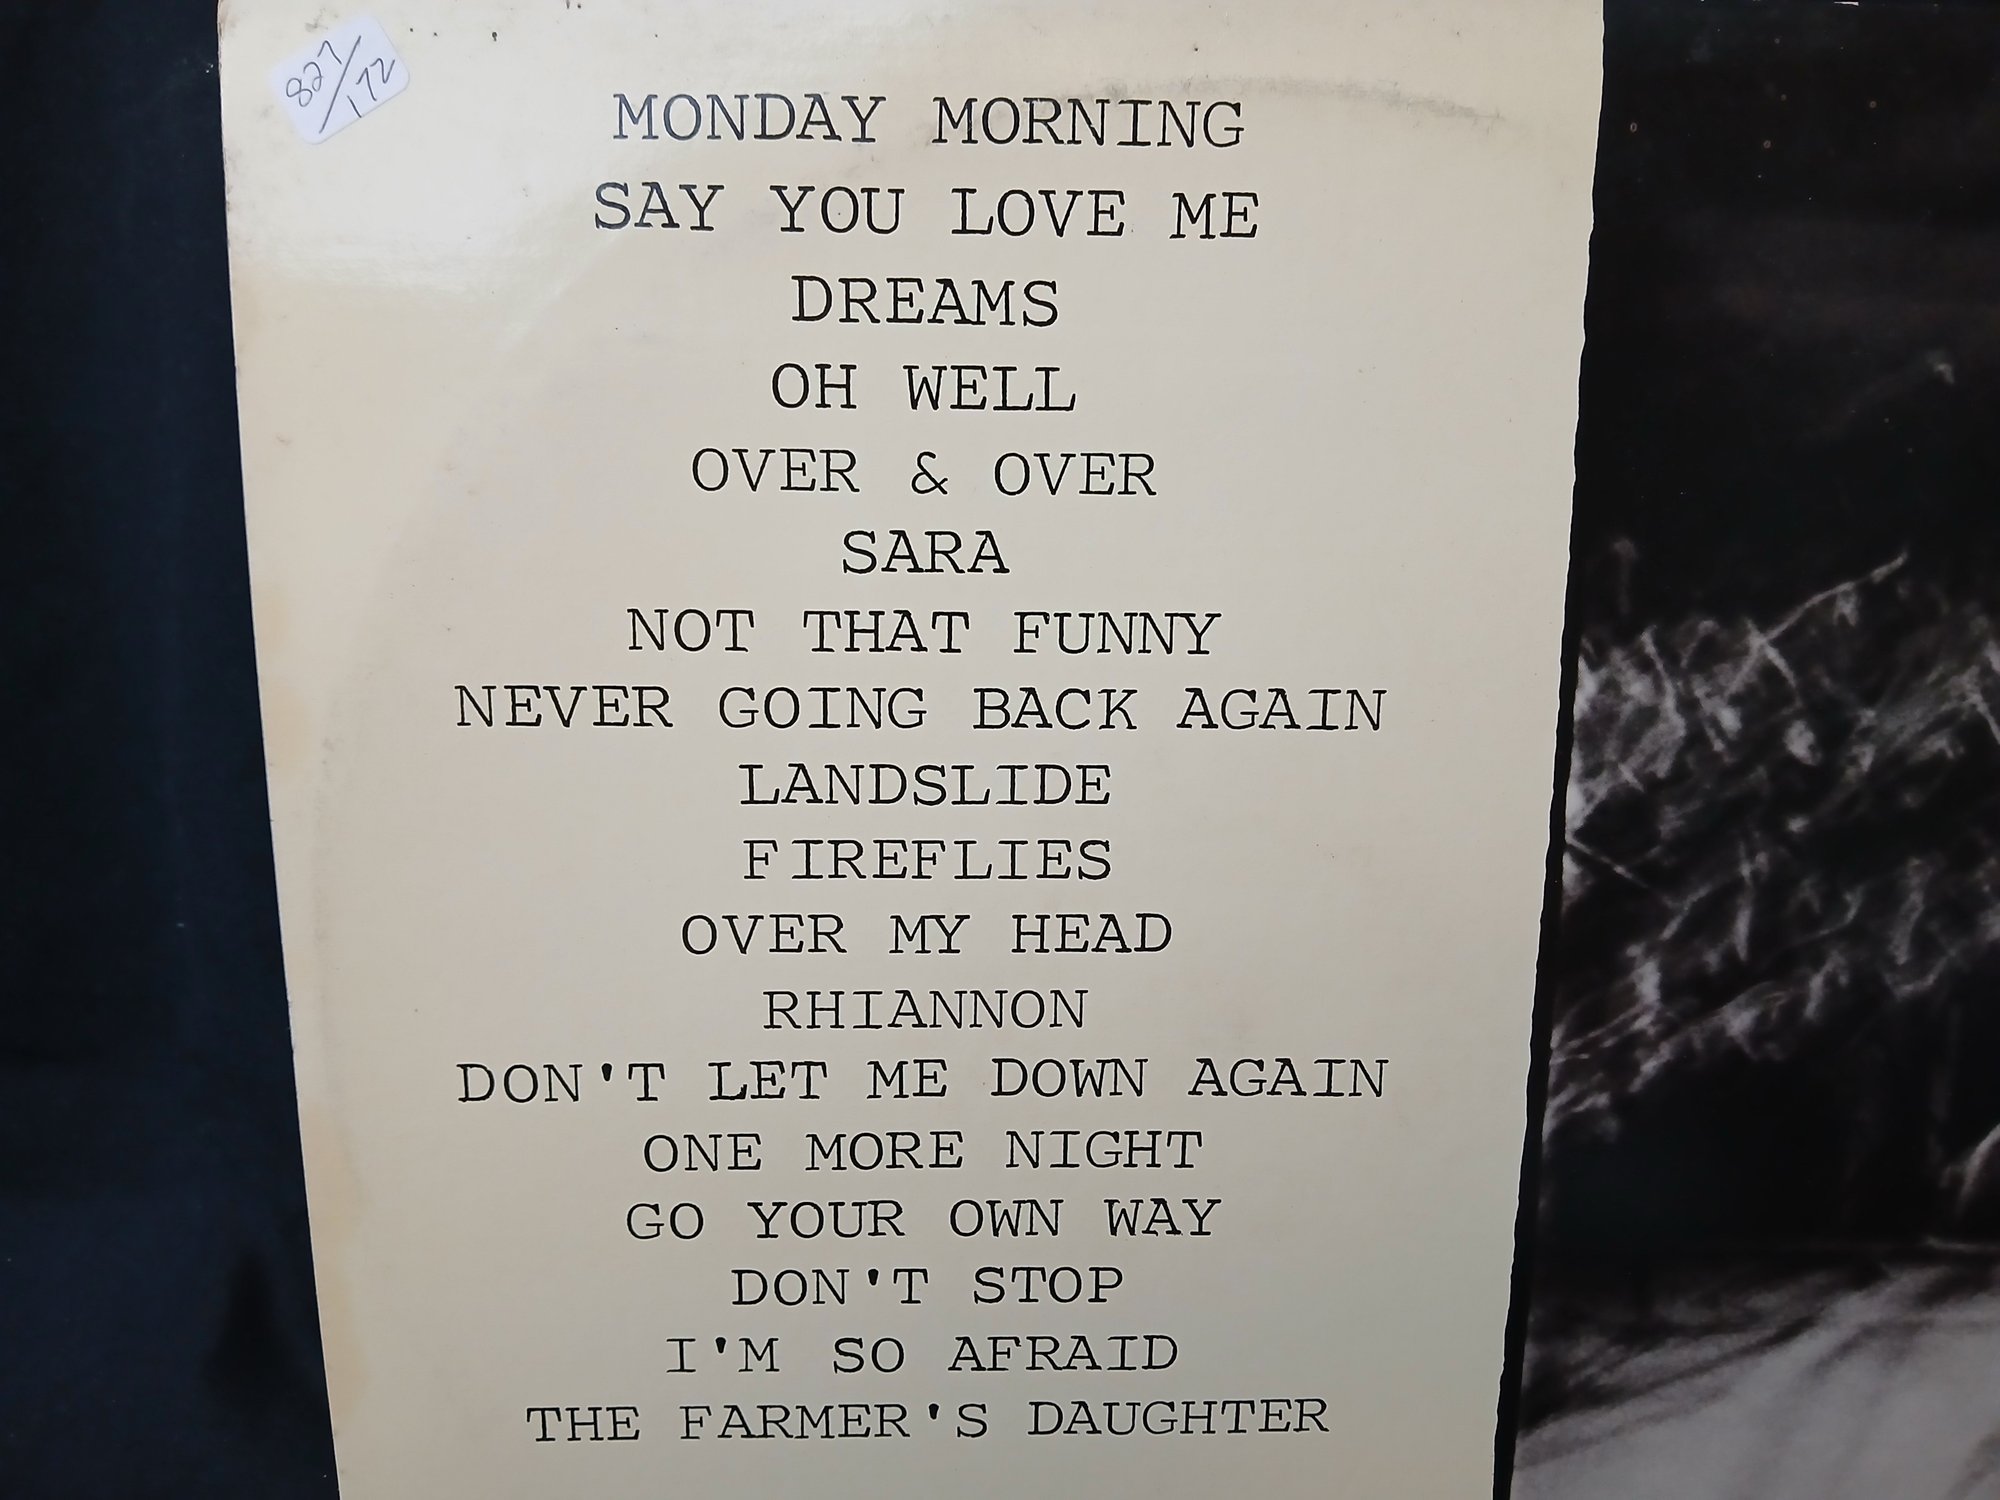 827/172
MONDAY MORNING
SAY YOU LOVE ME
DREAMS
OH WELL
OVER & OVER
SARA
NOT THAT FUNNY
NEVER GOING BACK AGAIN
LANDSLIDE
FIREFLIES
OVER MY HEAD
RHIANNON
DON'T LET ME DOWN AGAIN
ONE MORE NIGHT
GO YOUR OWN WAY
DON'T STOP
I'M SO AFRAID
THE FARMER'S DAUGHTER